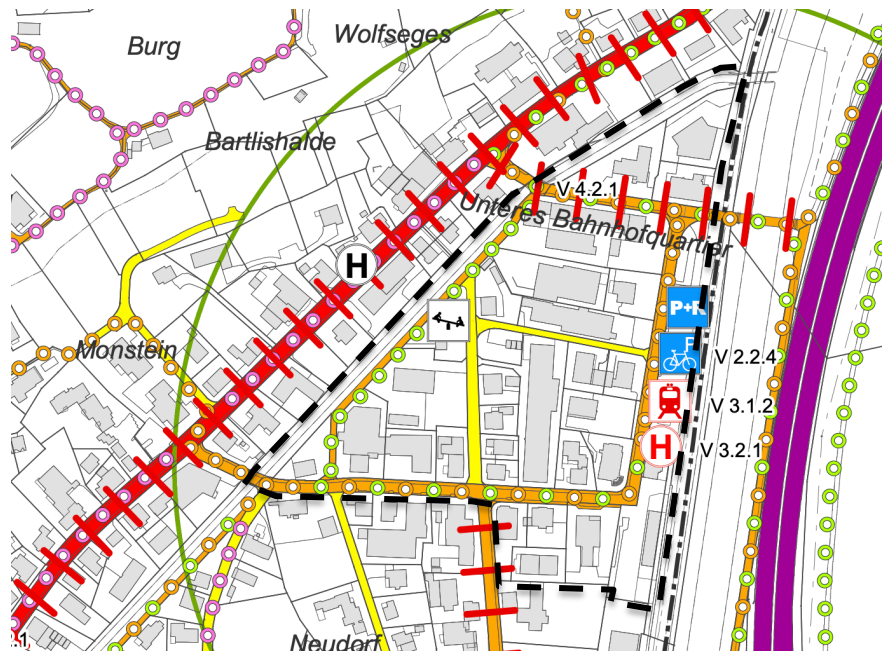 Wolfseges
Burg
Bartlishalde
V 4.2.1
Unteres Bahnhofquartier
H
P+R
Monstein
P
V 2.2.4
V 3.1.2
H
V 3.2.1
Neudorf
.1